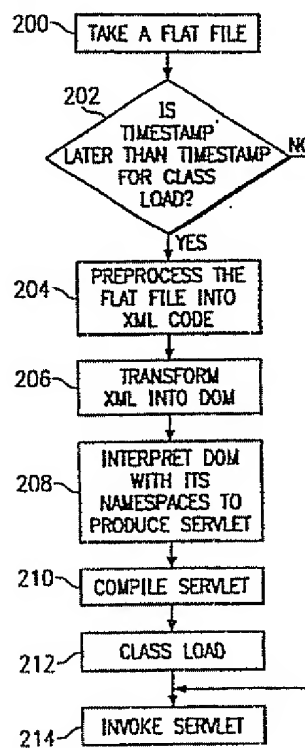 200
TAKE A FLAT FILE
202
IS
TIMESTAMP
LATER THAN TIMESTAMP
FOR CLASS
LOAD?
NO
YES
204
PREPROCESS THE
FLAT FILE INTO
XML CODE
206
TRANSFORM
XML INTO DOM
208
INTERPRET DOM
WITH ITS
NAMESPACES TO
PRODUCE SERVLET
210
COMPILE SERVLET
212
CLASS LOAD
214
INVOKE SERVLET